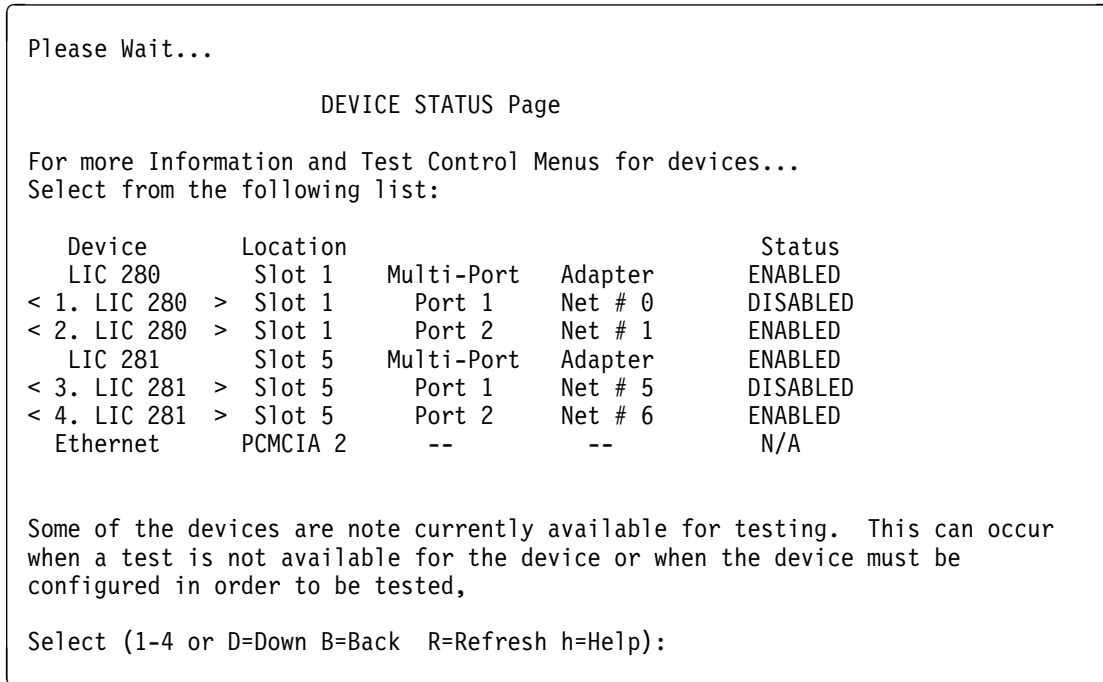 Please Wait...
DEVICE STATUS Page
For more Information and Test Control Menus for devices...
Select from the following list:
Device Location Status
LIC 280 Slot 1 Multi-Port Adapter ENABLED
< 1. LIC 280 > Slot 1 Port 1 Net # 0 DISABLED
< 2. LIC 280 > Slot 1 Port 2 Net # 1 ENABLED
LIC 281 Slot 5 Multi-Port Adapter ENABLED
< 3. LIC 281 > Slot 5 Port 1 Net # 5 DISABLED
< 4. LIC 281 > Slot 5 Port 2 Net # 6 ENABLED
Ethernet PCMCIA 2 -- -- N/A
Some of the devices are note currently available for testing. This can occur
when a test is not available for the device or when the device must be
configured in order to be tested,
Select (1-4 or D=Down B=Back R=Refresh h=Help):